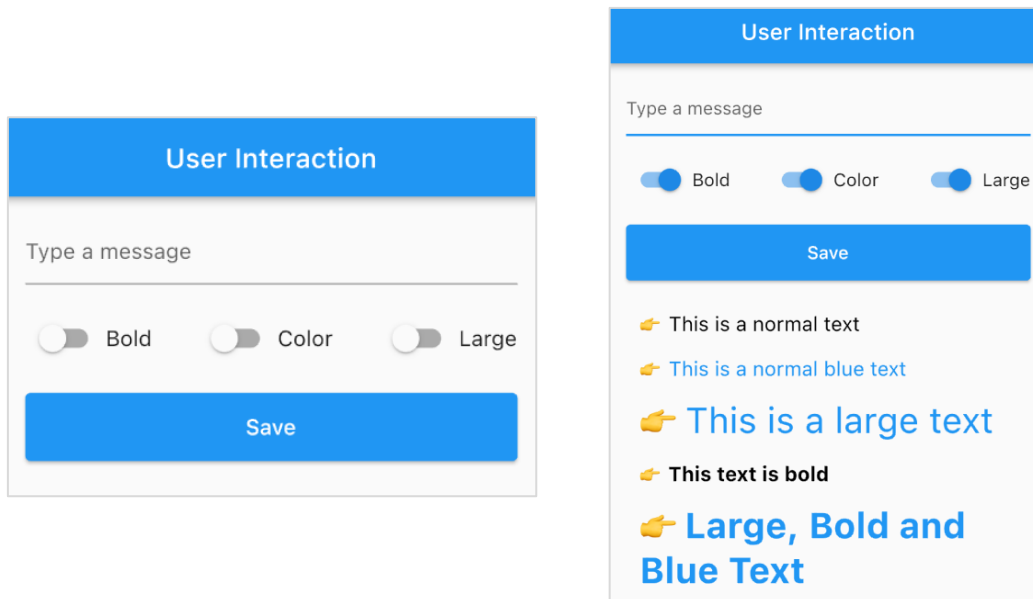 User Interaction
Type a message
Bold Color Large
Save
User Interaction
Type a message
Bold Color Large
Save
👉 This is a normal text
👉 This is a normal blue text
👉 This is a large text
👉 This text is bold
👉 Large, Bold and
Blue Text